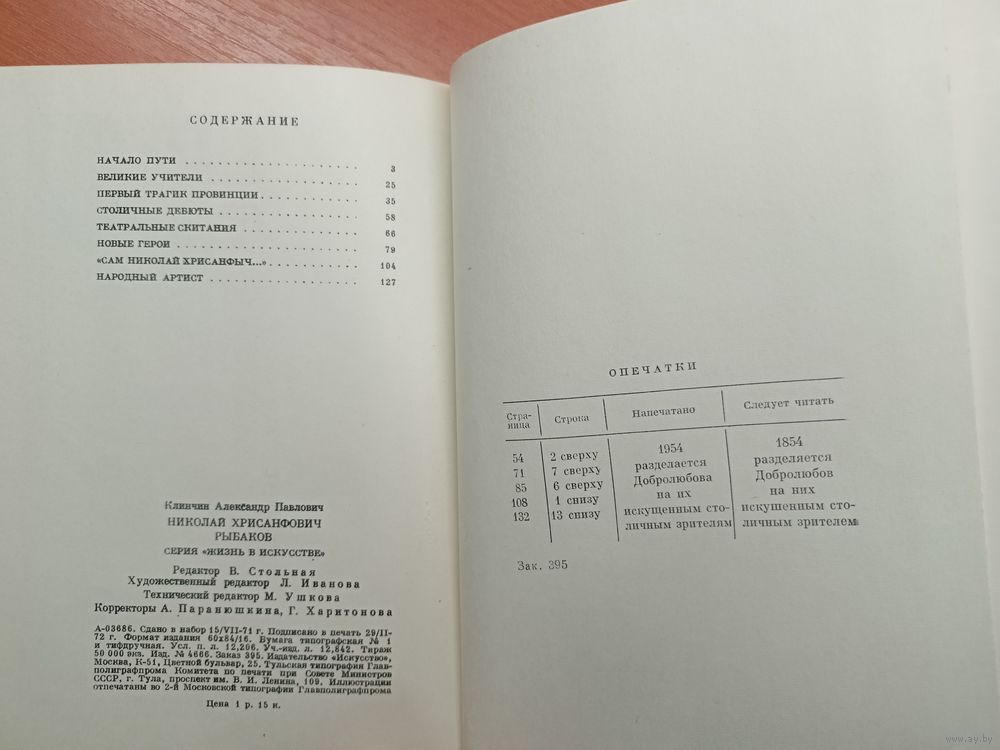 СОДЕРЖАНИЕ
НАЧАЛО ПУТИ . . . . . . . . . . . . . . . . . . . . . 3
ВЕЛИКИЕ УЧИТЕЛИ . . . . . . . . . . . . . . . . . . 25
ПЕРВЫЙ ТРАГИК ПРОВИНЦИИ . . . . . . . . . . . . 35
СТОЛИЧНЫЕ ДЕБЮТЫ . . . . . . . . . . . . . . . . . 58
ТЕАТРАЛЬНЫЕ СКИТАНИЯ . . . . . . . . . . . . . . 66
НОВЫЕ ГЕРОИ . . . . . . . . . . . . . . . . . . . . . . 79
«САМ НИКОЛАЙ ХРИСАНФЫЧ...» . . . . . . . . . . . 104
НАРОДНЫЙ АРТИСТ . . . . . . . . . . . . . . . . . . 127
Клинчин Александр Павлович
НИКОЛАЙ ХРИСАНФОВИЧ
РЫБАКОВ
СЕРИЯ «ЖИЗНЬ В ИСКУССТВЕ»
Редактор В. Стольная
Художественный редактор Л. Иванова
Технический редактор М. Ушкова
Корректоры А. Паранюшкина, Г. Харитонова
А-03686. Сдано в набор 15/VII-71 г. Подписано в печать 29/II-
72 г. Формат издания 60х84/16. Бумага типографская № 1
и тифдручная. Усл. п. л. 12,206. Уч.-изд. л. 12,842. Тираж
50 000 экз. Изд. № 4666. Заказ 395. Издательство «Искусство»,
Москва, К-51, Цветной бульвар, 25. Тульская типография Глав-
полиграфпрома Комитета по печати при Совете Министров
СССР, г. Тула, проспект им. В. И. Ленина, 109. Иллюстрации
отпечатаны во 2-й Московской типографии Главполиграфпрома
Цена 1 р. 15 к.
ОПЕЧАТКИ
Стра-
ница Строка Напечатано Следует читать
54 2 сверху 1954 1854
71 7 сверху разделается разделяется
85 6 сверху Добролюбова Добролюбов
108 1 снизу на их на них
132 13 снизу искущенным сто- искушенным сто-
личным зрителям личным зрителем
Зак. 395
www.ay.by